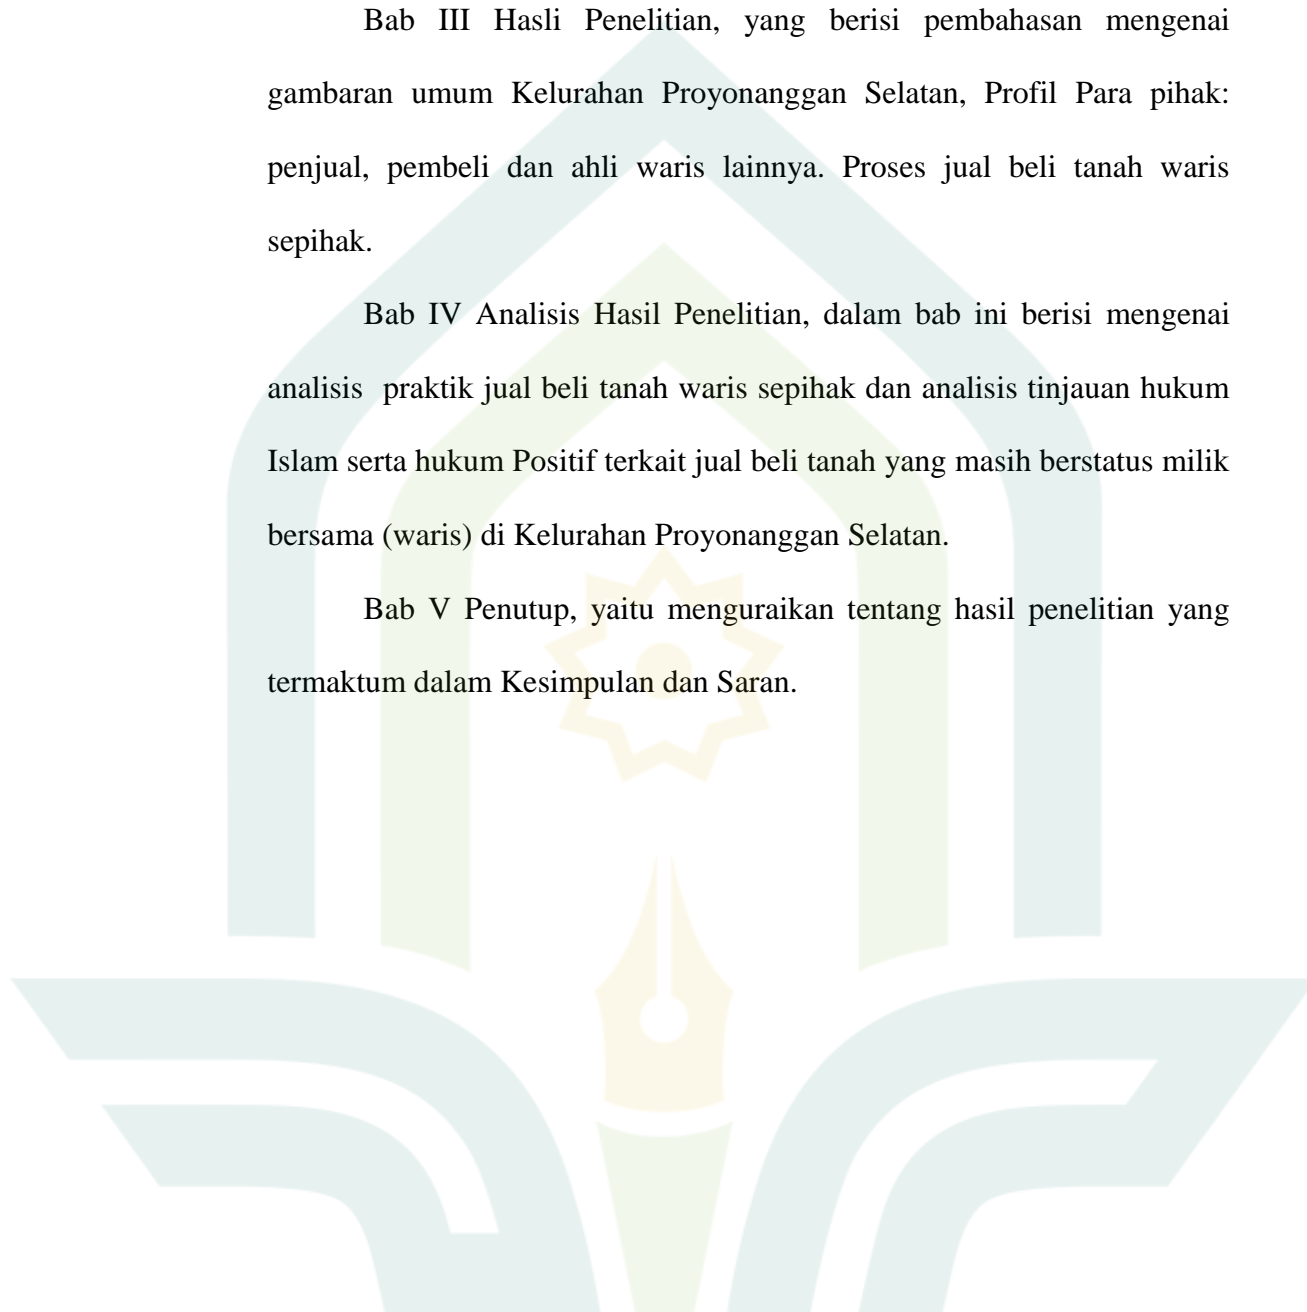 Bab III Hasli Penelitian, yang berisi pembahasan mengenai
gambaran umum Kelurahan Proyonanggan Selatan, Profil Para pihak:
penjual, pembeli dan ahli waris lainnya. Proses jual beli tanah waris
sepihak.
Bab IV Analisis Hasil Penelitian, dalam bab ini berisi mengenai
analisis praktik jual beli tanah waris sepihak dan analisis tinjauan hukum
Islam serta hukum Positif terkait jual beli tanah yang masih berstatus milik
bersama (waris) di Kelurahan Proyonanggan Selatan.
Bab V Penutup, yaitu menguraikan tentang hasil penelitian yang
termaktum dalam Kesimpulan dan Saran.